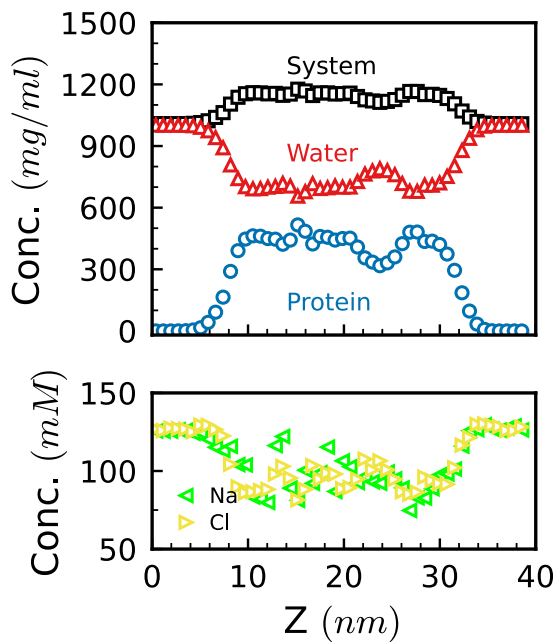 1500
1200
900
600
300
0
Conc. (mg/ml)
System
Water
Protein
150
100
50
Conc. (mM)
Na
Cl
0 10 20 30 40
Z (nm)